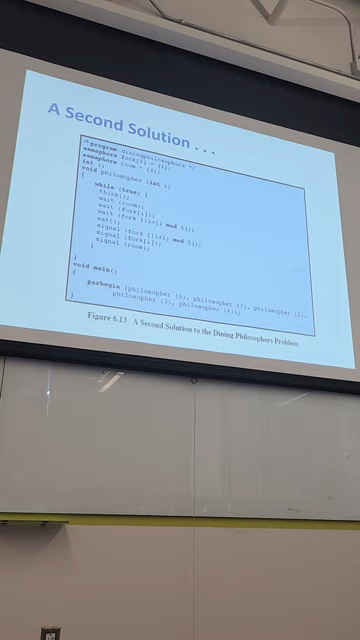 A Second Solution . . .
/* program diningphilosophers */
semaphore fork[5] = {1};
semaphore room = {4};
int i;
void philosopher (int i)
{
while (true) {
think();
wait (room);
wait (fork[i]);
wait (fork [(i+1) mod 5]);
eat();
signal (fork [(i+1) mod 5]);
signal (fork[i]);
signal (room);
}
}
void main()
{
parbegin (philosopher (0), philosopher (1), philosopher (2),
philosopher (3), philosopher (4));
}
Figure 6.13 A Second Solution to the Dining Philosophers Problem